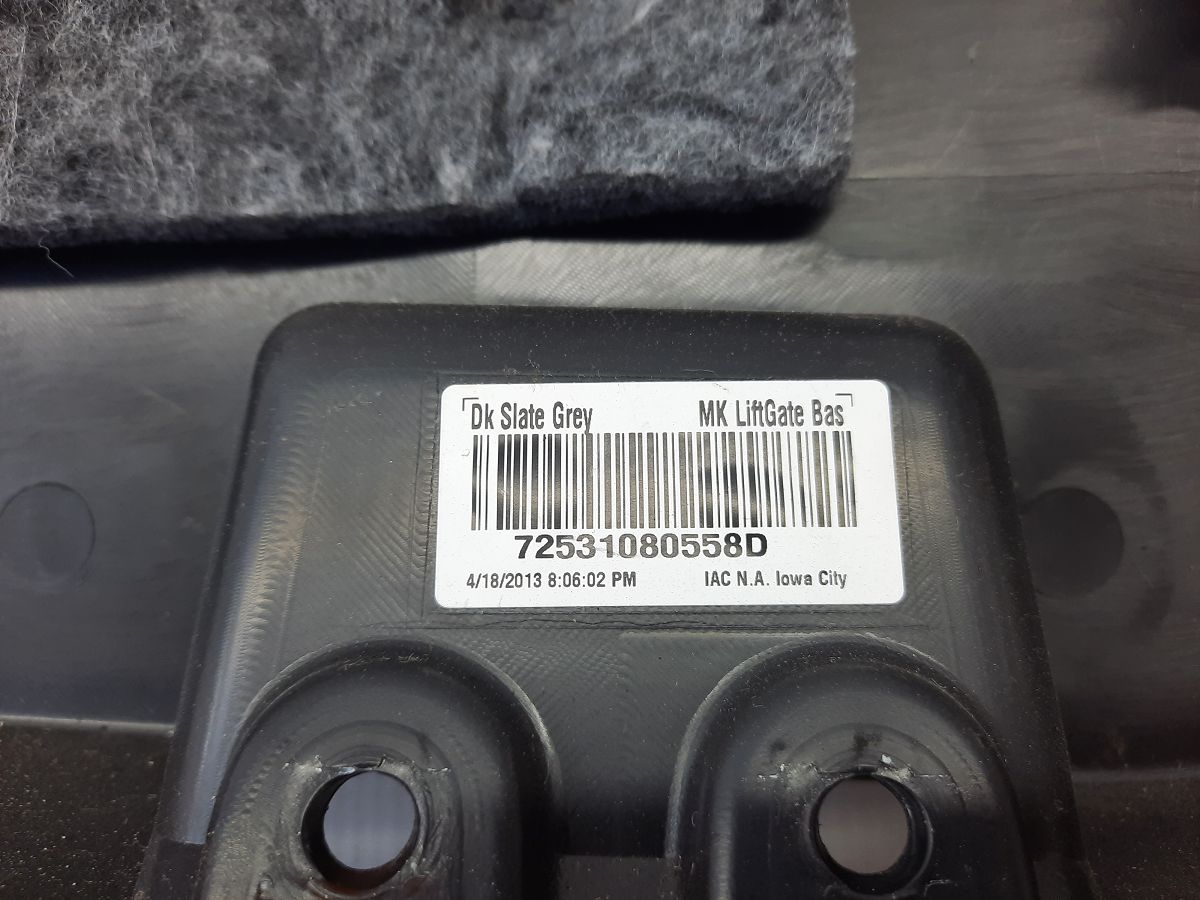 Dk Slate Grey MK LiftGate Bas
72531080558D
4/18/2013 8:06:02 PM IAC N.A. Iowa City